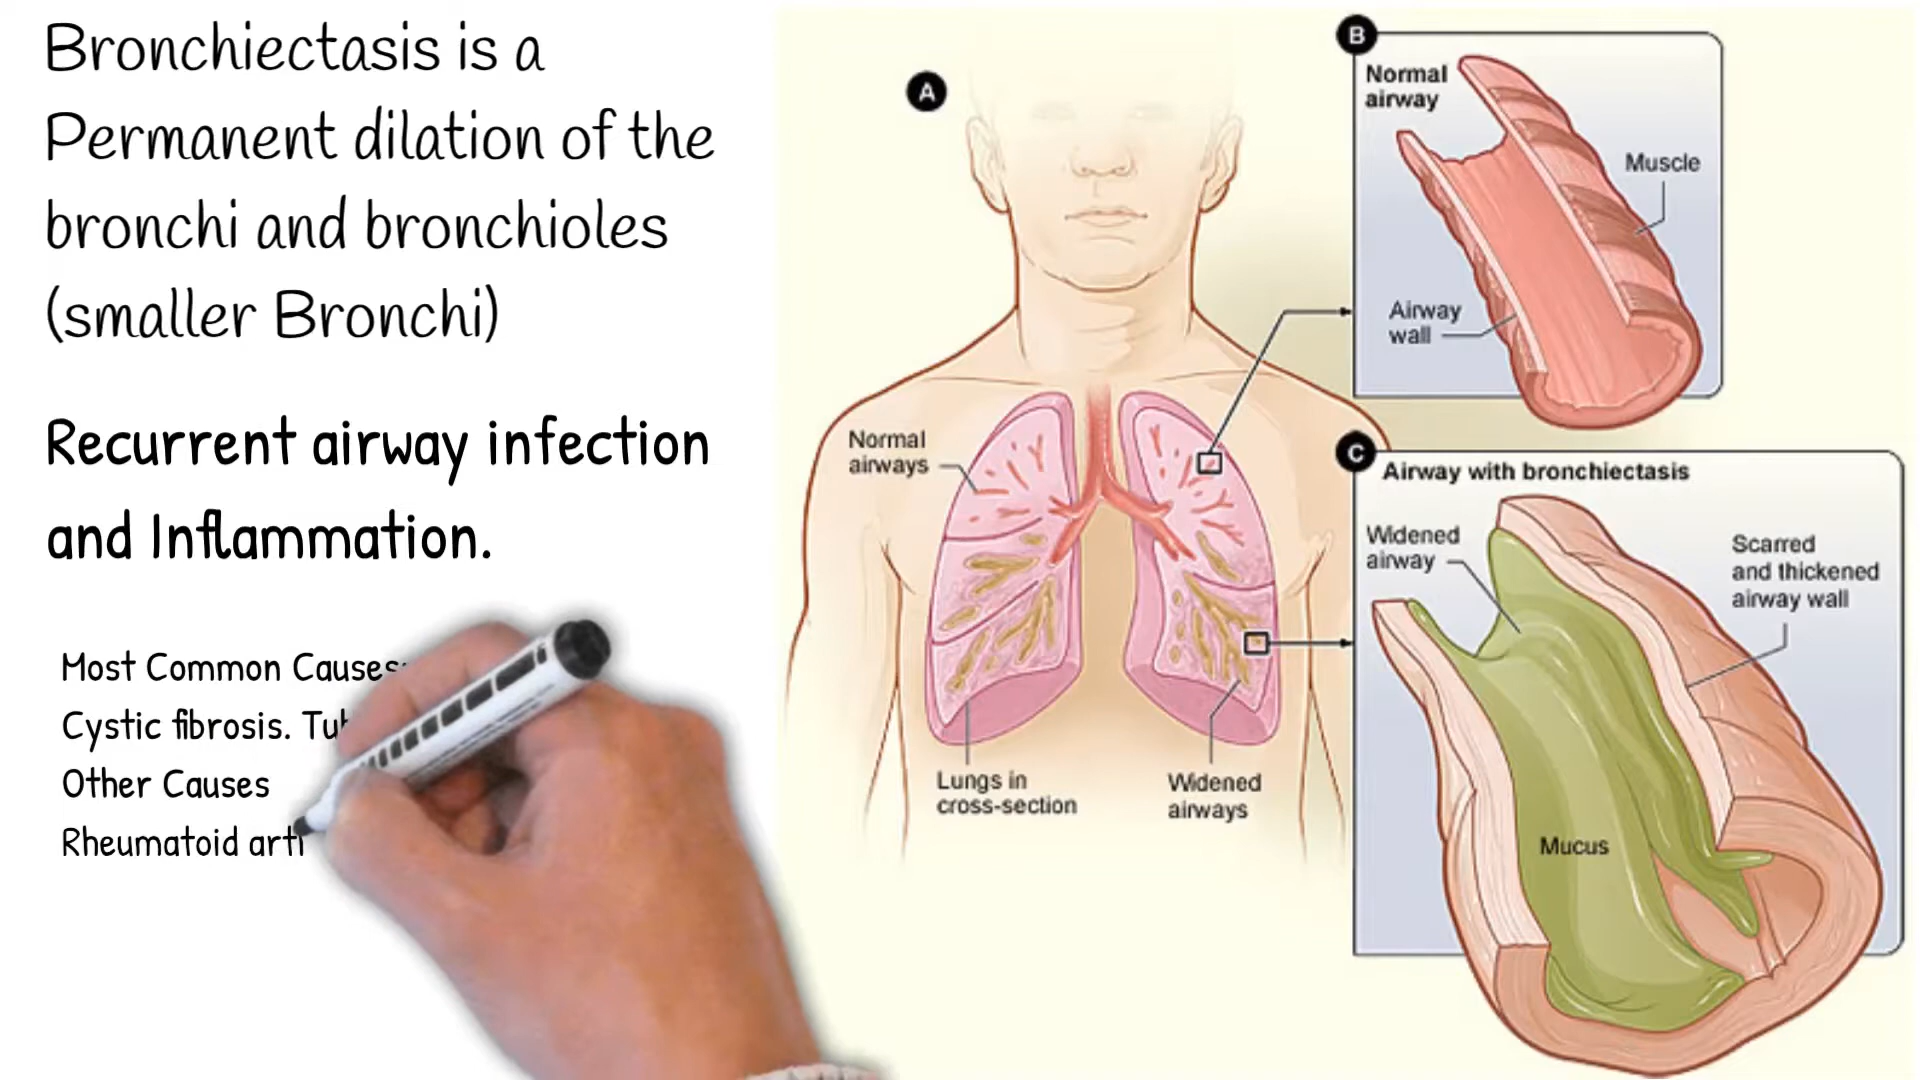 Bronchiectasis is a
Permanent dilation of the
bronchi and bronchioles
(smaller Bronchi)
Recurrent airway infection
and Inflammation.
Most Common Causes
Cystic fibrosis.
Other Causes
Rheumatoid
A
Normal
airways
Lungs in
cross-section
Widened
airways
B
Normal
airway
Muscle
Airway
wall
C
Airway with bronchiectasis
Widened
airway
Scarred
and thickened
airway wall
Mucus